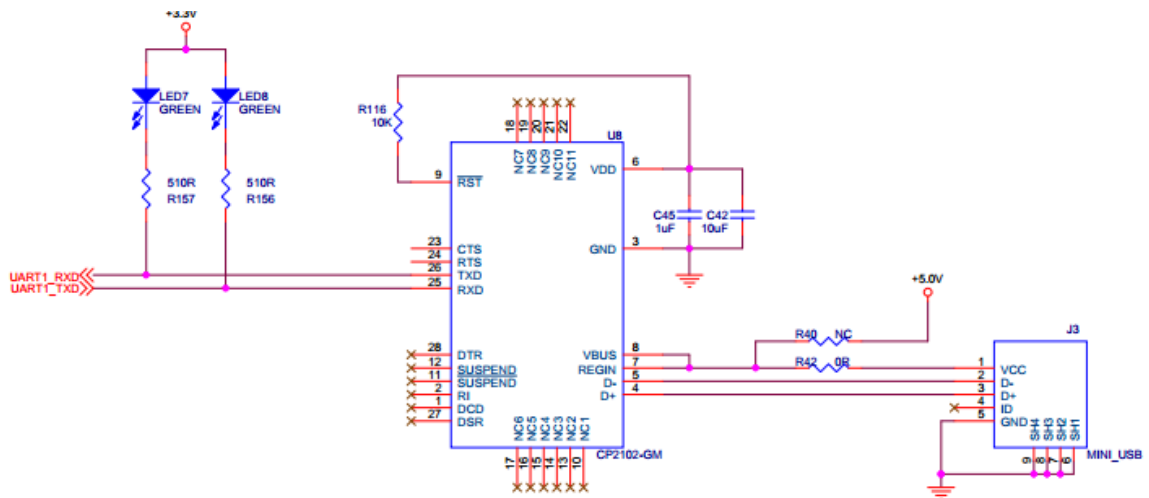 +3.3V
LED7
GREEN
LED8
GREEN
510R
R157
510R
R156
UART1_RXD
UART1_TXD
R116
10K
U8
18 19 20 21 22
NC7 NC8 NC9 NC10 NC11
9 RST
VDD 6
C45
1uF
C42
10uF
GND 3
23 CTS
24 RTS
26 TXD
25 RXD
+5.0V
R40 NC
R42 0R
J3
28 DTR
12 SUSPEND
11 SUSPEND
2 RI
1 DCD
27 DSR
VBUS 8
REGIN 7
D- 5
D+ 4
1 VCC
2 D-
3 D+
4 ID
5 GND
NC6 NC5 NC4 NC3 NC2 NC1
17 16 15 14 13 10
CP2102-GM
SH4 SH3 SH2 SH1
9 8 7 6
MINI_USB